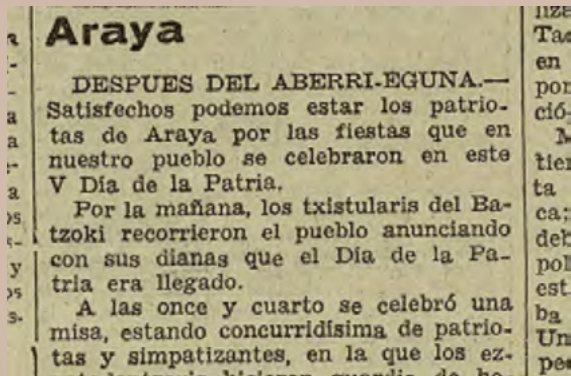 Araya
DESPUES DEL ABERRI-EGUNA.—
Satisfechos podemos estar los patrio-
tas de Araya por las fiestas que en
nuestro pueblo se celebraron en este
V Día de la Patria.
Por la mañana, los txistularis del Ba-
tzoki recorrieron el pueblo anunciando
con sus dianas que el Día de la Pa-
tria era llegado.
A las once y cuarto se celebró una
misa, estando concurridísima de patrio-
tas y simpatizantes, en la que los ez-